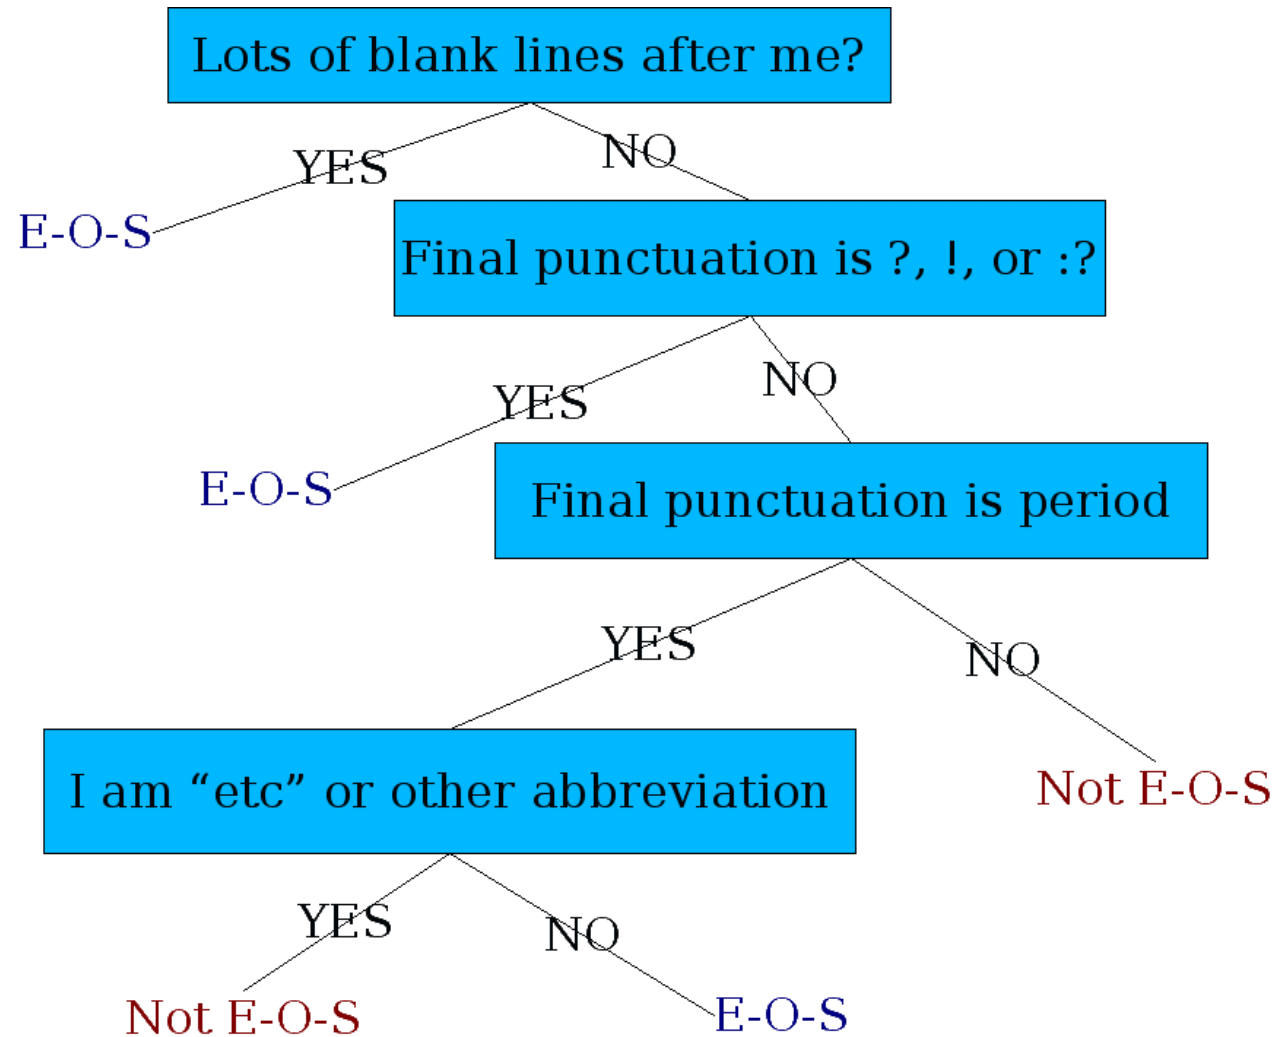 Lots of blank lines after me?
YES
NO
E-O-S
Final punctuation is ?, !, or :?
YES
NO
E-O-S
Final punctuation is period
YES
NO
I am “etc” or other abbreviation
Not E-O-S
YES
NO
Not E-O-S
E-O-S